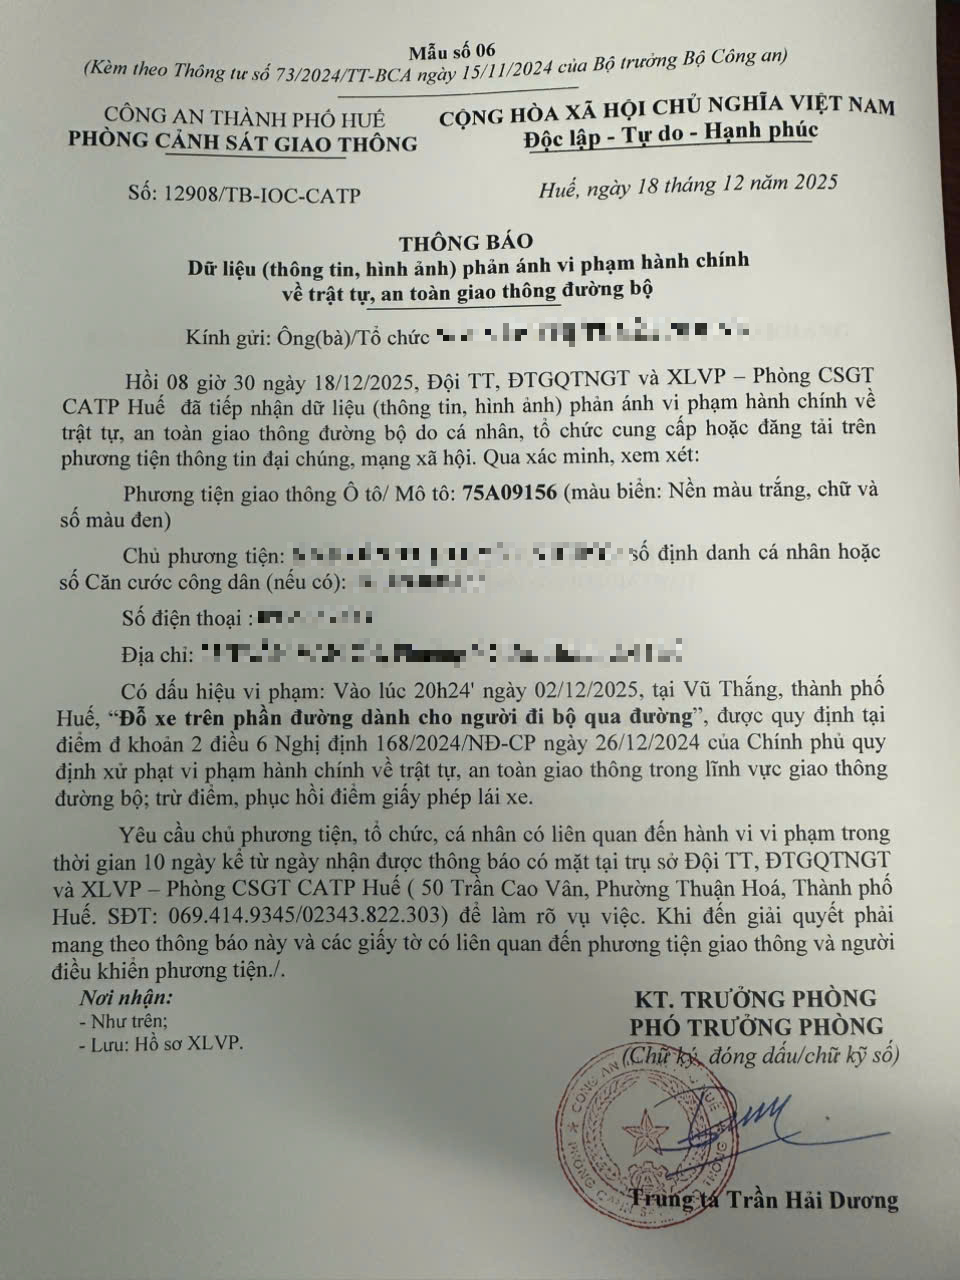 Mẫu số 06
(Kèm theo Thông tư số 73/2024/TT-BCA ngày 15/11/2024 của Bộ trưởng Bộ Công an)
CÔNG AN THÀNH PHỐ HUẾ
PHÒNG CẢNH SÁT GIAO THÔNG
CỘNG HÒA XÃ HỘI CHỦ NGHĨA VIỆT NAM
Độc lập - Tự do - Hạnh phúc
Số: 12908/TB-IOC-CATP
Huế, ngày 18 tháng 12 năm 2025
THÔNG BÁO
Dữ liệu (thông tin, hình ảnh) phản ánh vi phạm hành chính
về trật tự, an toàn giao thông đường bộ
Kính gửi: Ông(bà)/Tổ chức
Hồi 08 giờ 30 ngày 18/12/2025, Đội TT, ĐTGQTNGT và XLVP – Phòng CSGT
CATP Huế đã tiếp nhận dữ liệu (thông tin, hình ảnh) phản ánh vi phạm hành chính về
trật tự, an toàn giao thông đường bộ do cá nhân, tổ chức cung cấp hoặc đăng tải trên
phương tiện thông tin đại chúng, mạng xã hội. Qua xác minh, xem xét:
Phương tiện giao thông Ô tô/ Mô tô: 75A09156 (màu biển: Nền màu trắng, chữ và
số màu đen)
Chủ phương tiện: số định danh cá nhân hoặc
số Căn cước công dân (nếu có):
Số điện thoại :
Địa chỉ:
Có dấu hiệu vi phạm: Vào lúc 20h24' ngày 02/12/2025, tại Vũ Thắng, thành phố
Huế, “Đỗ xe trên phần đường dành cho người đi bộ qua đường”, được quy định tại
điểm đ khoản 2 điều 6 Nghị định 168/2024/NĐ-CP ngày 26/12/2024 của Chính phủ quy
định xử phạt vi phạm hành chính về trật tự, an toàn giao thông trong lĩnh vực giao thông
đường bộ; trừ điểm, phục hồi điểm giấy phép lái xe.
Yêu cầu chủ phương tiện, tổ chức, cá nhân có liên quan đến hành vi vi phạm trong
thời gian 10 ngày kể từ ngày nhận được thông báo có mặt tại trụ sở Đội TT, ĐTGQTNGT
và XLVP – Phòng CSGT CATP Huế ( 50 Trần Cao Vân, Phường Thuận Hoá, Thành phố
Huế. SĐT: 069.414.9345/02343.822.303) để làm rõ vụ việc. Khi đến giải quyết phải
mang theo thông báo này và các giấy tờ có liên quan đến phương tiện giao thông và người
điều khiển phương tiện./.
Nơi nhận:
- Như trên;
- Lưu: Hồ sơ XLVP.
KT. TRƯỞNG PHÒNG
PHÓ TRƯỞNG PHÒNG
(Chữ ký, đóng dấu/chữ kỹ số)
Trung tá Trần Hải Dương